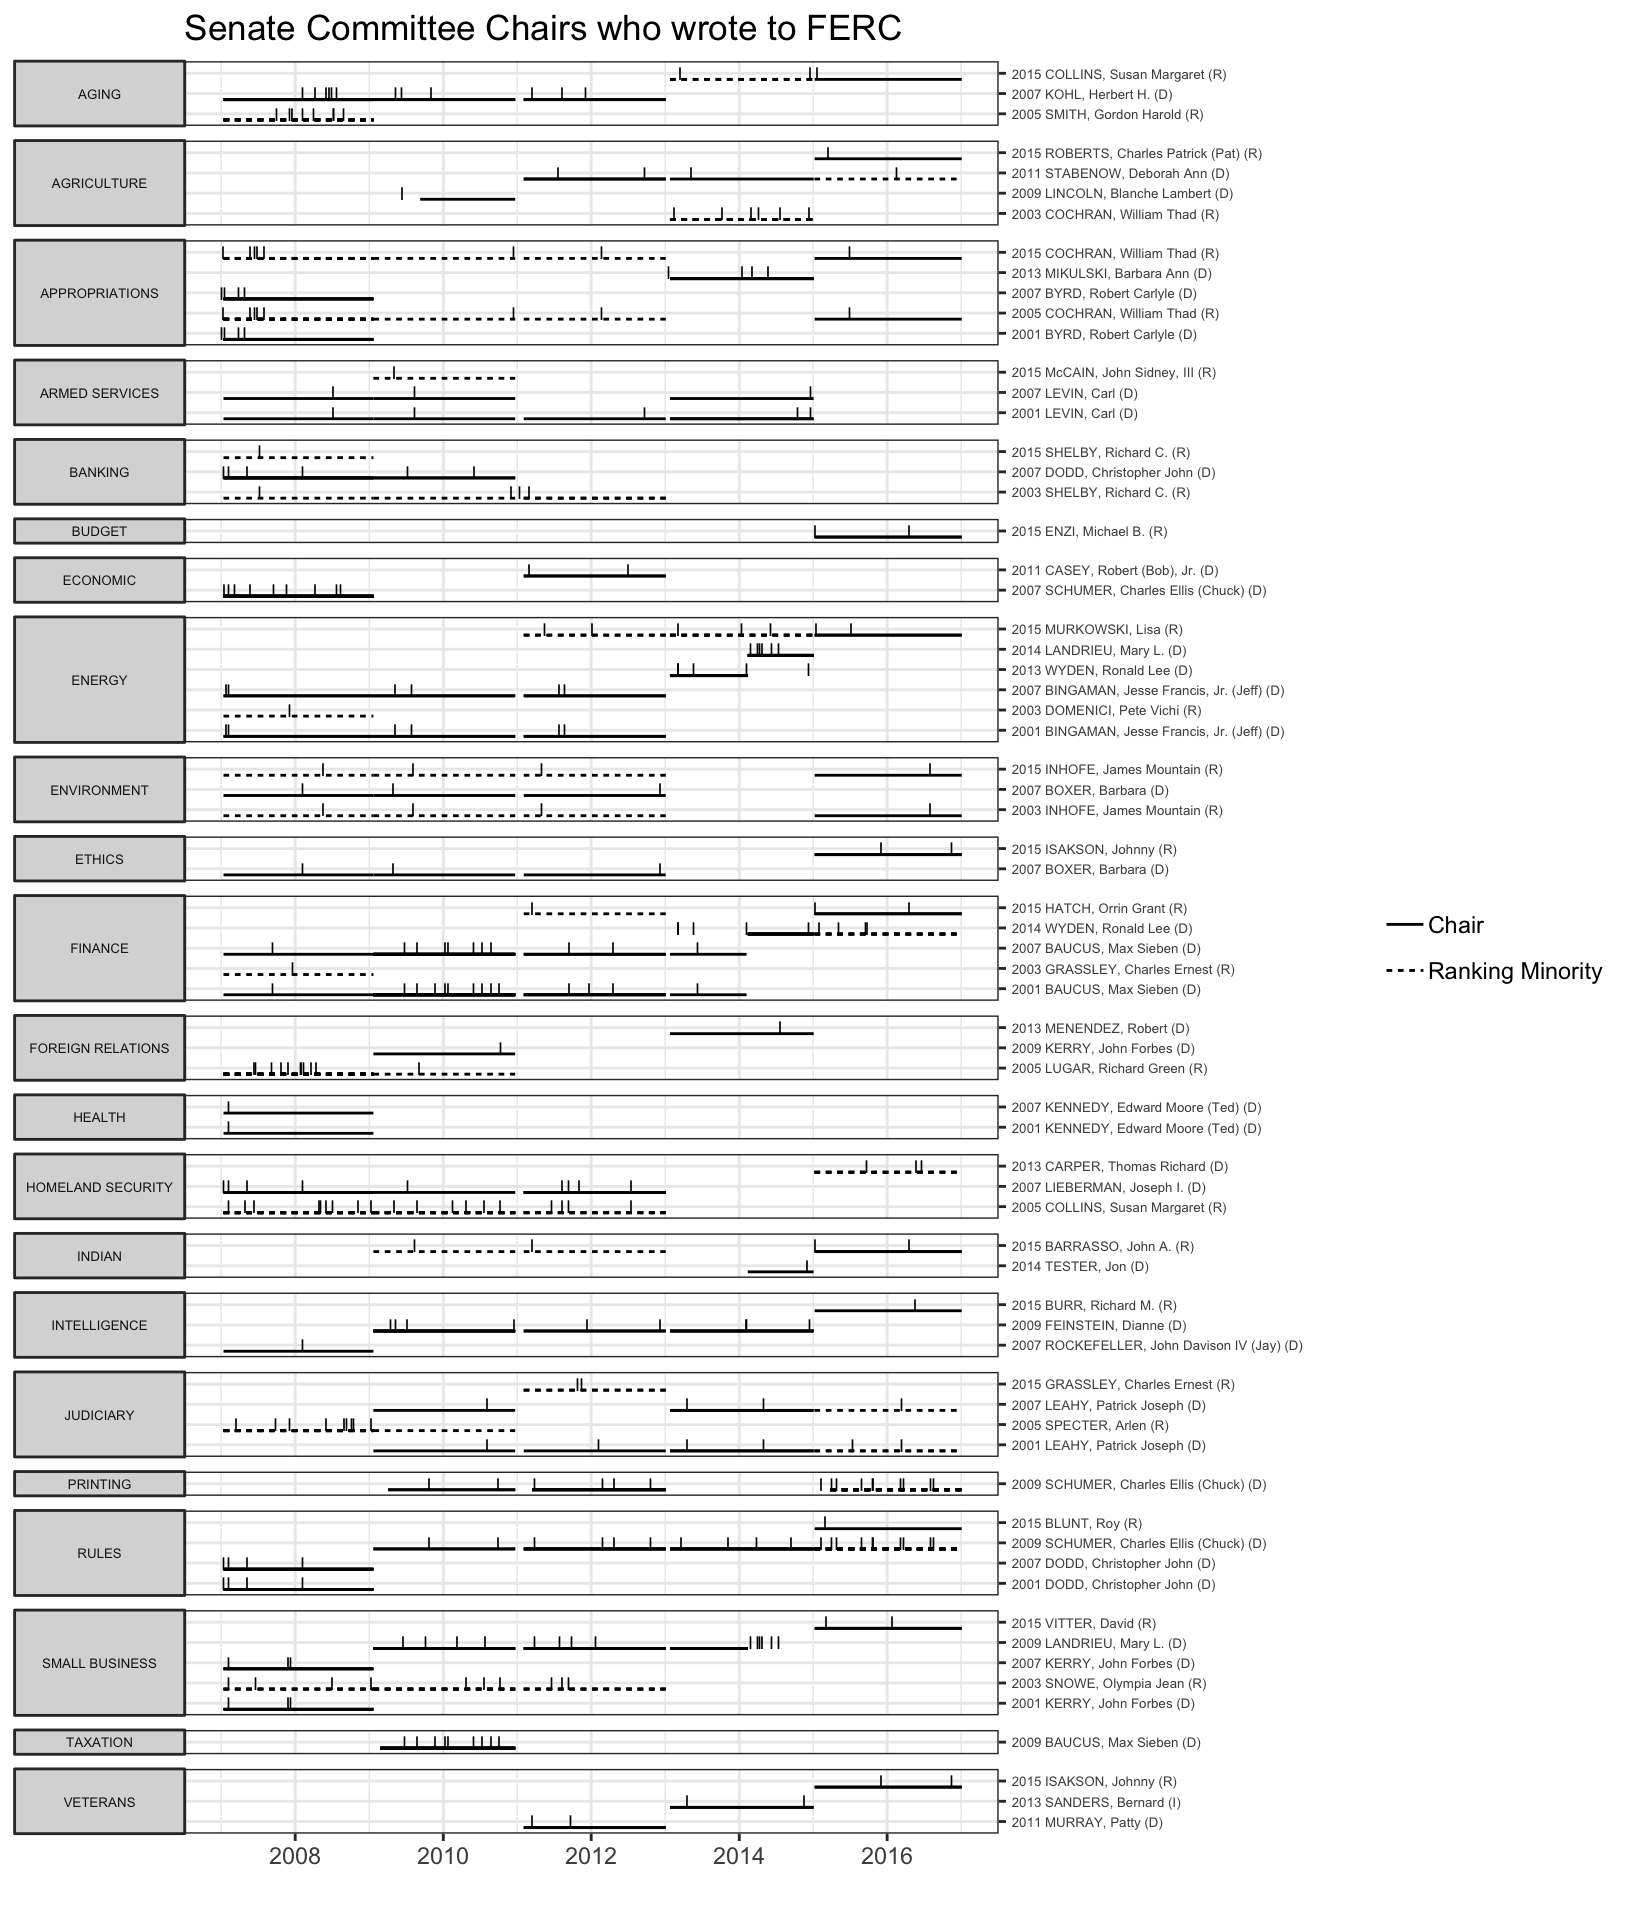 Senate Committee Chairs who wrote to FERC
AGING
2015 COLLINS, Susan Margaret (R)
2007 KOHL, Herbert H. (D)
2005 SMITH, Gordon Harold (R)
AGRICULTURE
2015 ROBERTS, Charles Patrick (Pat) (R)
2011 STABENOW, Deborah Ann (D)
2009 LINCOLN, Blanche Lambert (D)
2003 COCHRAN, William Thad (R)
APPROPRIATIONS
2015 COCHRAN, William Thad (R)
2013 MIKULSKI, Barbara Ann (D)
2007 BYRD, Robert Carlyle (D)
2005 COCHRAN, William Thad (R)
2001 BYRD, Robert Carlyle (D)
ARMED SERVICES
2015 McCAIN, John Sidney, III (R)
2007 LEVIN, Carl (D)
2001 LEVIN, Carl (D)
BANKING
2015 SHELBY, Richard C. (R)
2007 DODD, Christopher John (D)
2003 SHELBY, Richard C. (R)
BUDGET
2015 ENZI, Michael B. (R)
ECONOMIC
2011 CASEY, Robert (Bob), Jr. (D)
2007 SCHUMER, Charles Ellis (Chuck) (D)
ENERGY
2015 MURKOWSKI, Lisa (R)
2014 LANDRIEU, Mary L. (D)
2013 WYDEN, Ronald Lee (D)
2007 BINGAMAN, Jesse Francis, Jr. (Jeff) (D)
2003 DOMENICI, Pete Vichi (R)
2001 BINGAMAN, Jesse Francis, Jr. (Jeff) (D)
ENVIRONMENT
2015 INHOFE, James Mountain (R)
2007 BOXER, Barbara (D)
2003 INHOFE, James Mountain (R)
ETHICS
2015 ISAKSON, Johnny (R)
2007 BOXER, Barbara (D)
FINANCE
2015 HATCH, Orrin Grant (R)
2014 WYDEN, Ronald Lee (D)
2007 BAUCUS, Max Sieben (D)
2003 GRASSLEY, Charles Ernest (R)
2001 BAUCUS, Max Sieben (D)
Chair
Ranking Minority
FOREIGN RELATIONS
2013 MENENDEZ, Robert (D)
2009 KERRY, John Forbes (D)
2005 LUGAR, Richard Green (R)
HEALTH
2007 KENNEDY, Edward Moore (Ted) (D)
2001 KENNEDY, Edward Moore (Ted) (D)
HOMELAND SECURITY
2013 CARPER, Thomas Richard (D)
2007 LIEBERMAN, Joseph I. (D)
2005 COLLINS, Susan Margaret (R)
INDIAN
2015 BARRASSO, John A. (R)
2014 TESTER, Jon (D)
INTELLIGENCE
2015 BURR, Richard M. (R)
2009 FEINSTEIN, Dianne (D)
2007 ROCKEFELLER, John Davison IV (Jay) (D)
JUDICIARY
2015 GRASSLEY, Charles Ernest (R)
2007 LEAHY, Patrick Joseph (D)
2005 SPECTER, Arlen (R)
2001 LEAHY, Patrick Joseph (D)
PRINTING
2009 SCHUMER, Charles Ellis (Chuck) (D)
RULES
2015 BLUNT, Roy (R)
2009 SCHUMER, Charles Ellis (Chuck) (D)
2007 DODD, Christopher John (D)
2001 DODD, Christopher John (D)
SMALL BUSINESS
2015 VITTER, David (R)
2009 LANDRIEU, Mary L. (D)
2007 KERRY, John Forbes (D)
2003 SNOWE, Olympia Jean (R)
2001 KERRY, John Forbes (D)
TAXATION
2009 BAUCUS, Max Sieben (D)
VETERANS
2015 ISAKSON, Johnny (R)
2013 SANDERS, Bernard (I)
2011 MURRAY, Patty (D)
2008 2010 2012 2014 2016